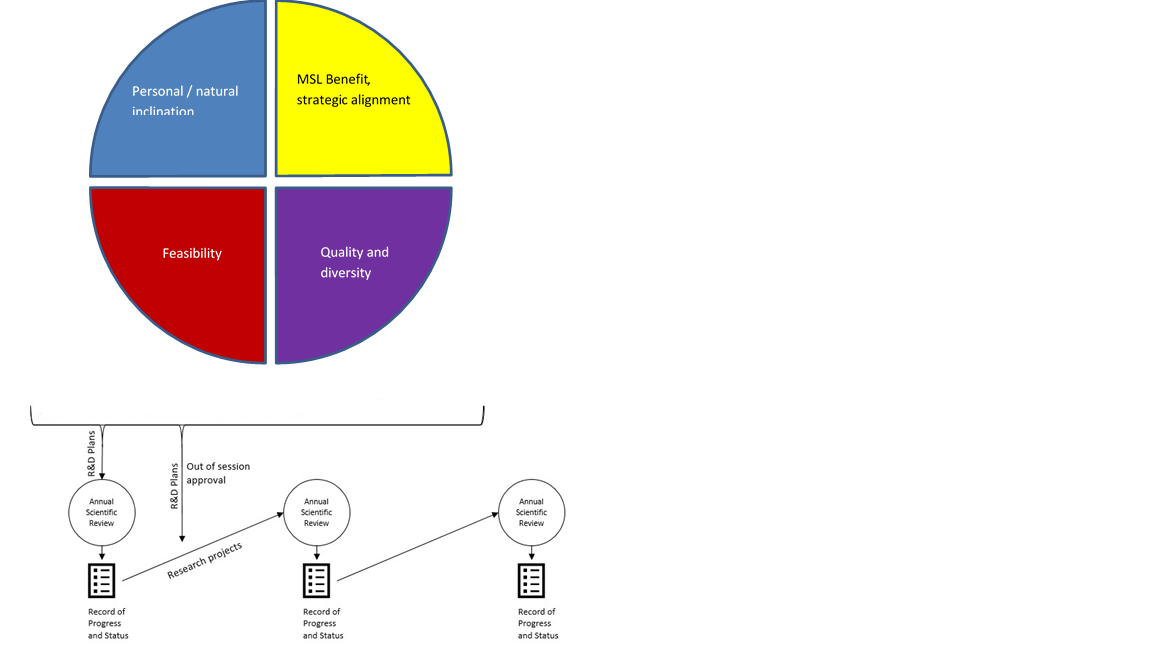 Personal / natural
inclination
MSL Benefit,
strategic alignment
Feasibility
Quality and
diversity
R&D Plans
R&D Plans
Out of session
approval
Annual
Scientific
Review
Annual
Scientific
Review
Annual
Scientific
Review
Research projects
Record of
Progress
and Status
Record of
Progress
and Status
Record of
Progress
and Status